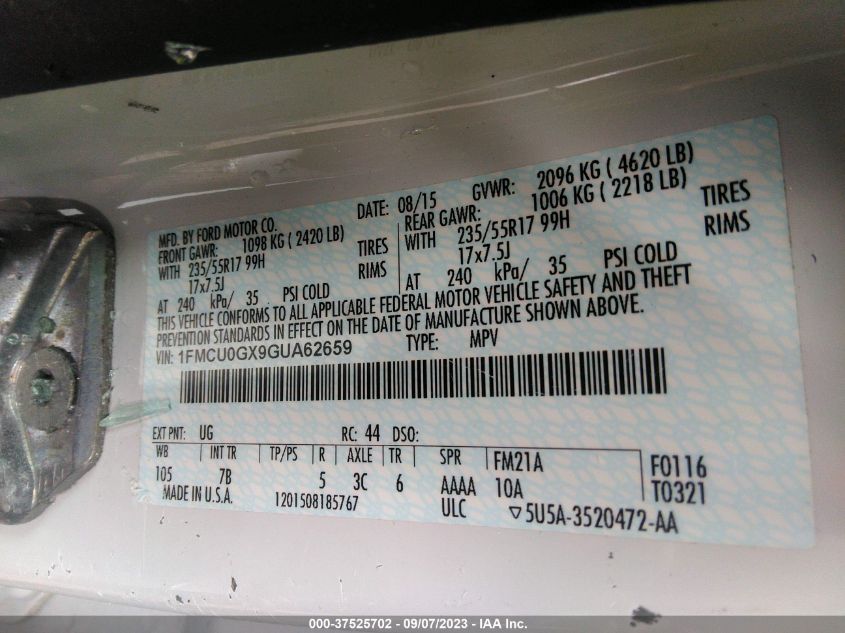 MFD. BY FORD MOTOR CO.
DATE: 08/15 GVWR: 2096 KG ( 4620 LB)
FRONT GAWR: 1098 KG ( 2420 LB)
WITH 235/55R17 99H TIRES
17x7.5J RIMS
AT 240 kPa/ 35 PSI COLD
REAR GAWR: 1006 KG ( 2218 LB)
WITH 235/55R17 99H TIRES
17x7.5J RIMS
AT 240 kPa/ 35 PSI COLD
THIS VEHICLE CONFORMS TO ALL APPLICABLE FEDERAL MOTOR VEHICLE SAFETY AND THEFT
PREVENTION STANDARDS IN EFFECT ON THE DATE OF MANUFACTURE SHOWN ABOVE.
VIN: 1FMCU0GX9GUA62659 TYPE: MPV
EXT PNT: UG RC: 44 DSO:
WB INT TR TP/PS R AXLE TR SPR FM21A F0116
105 7B 5 3C 6 AAAA 10A T0321
MADE IN U.S.A. 1201508185767 ULC ▽5U5A-3520472-AA
000-37525702 - 09/07/2023 - IAA Inc.